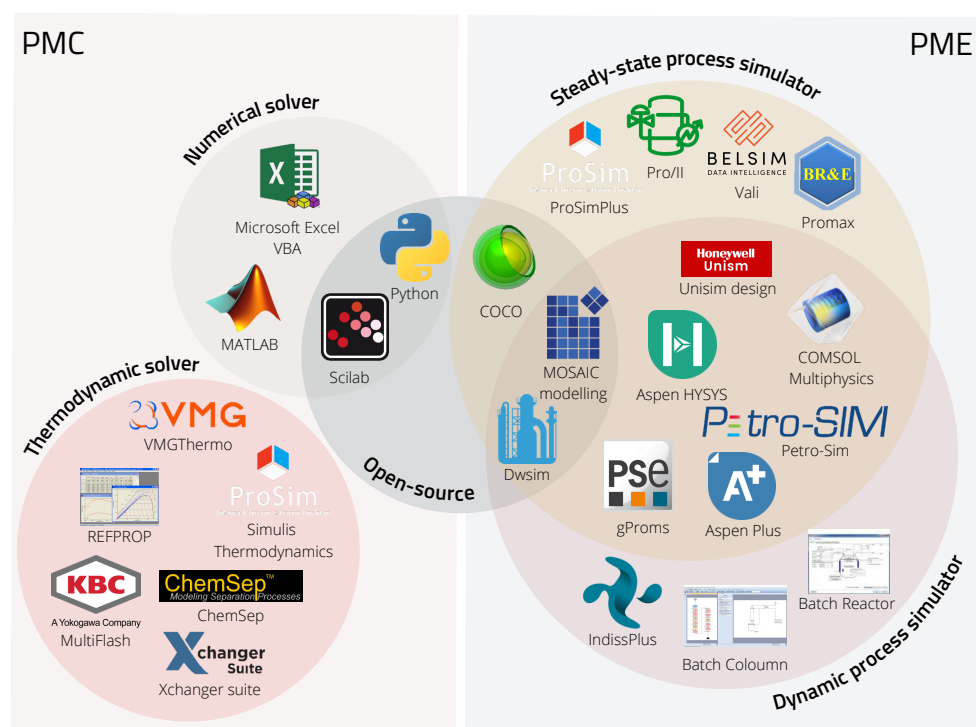 PMC
PME
Numerical solver
Microsoft Excel
VBA
MATLAB
Python
Scilab
Thermodynamic solver
VMG
VMGThermo
REFPROP
ProSim
Simulis
Thermodynamics
KBC
A Yokogawa Company
MultiFlash
ChemSep™
Modeling Separation Processes
ChemSep
Xchanger
Suite
Xchanger suite
Open-source
Steady-state process simulator
ProSim
ProSimPlus
Pro/II
BELSIM
DATA INTELLIGENCE
Vali
BR&E
Promax
COCO
Honeywell
Unism
Unisim design
MOSAIC
modelling
Aspen HYSYS
COMSOL
Multiphysics
Dwsim
Petro-SIM
Petro-Sim
PSe
gProms
A+
Aspen Plus
IndissPlus
Batch Coloumn
Batch Reactor
Dynamic process simulator